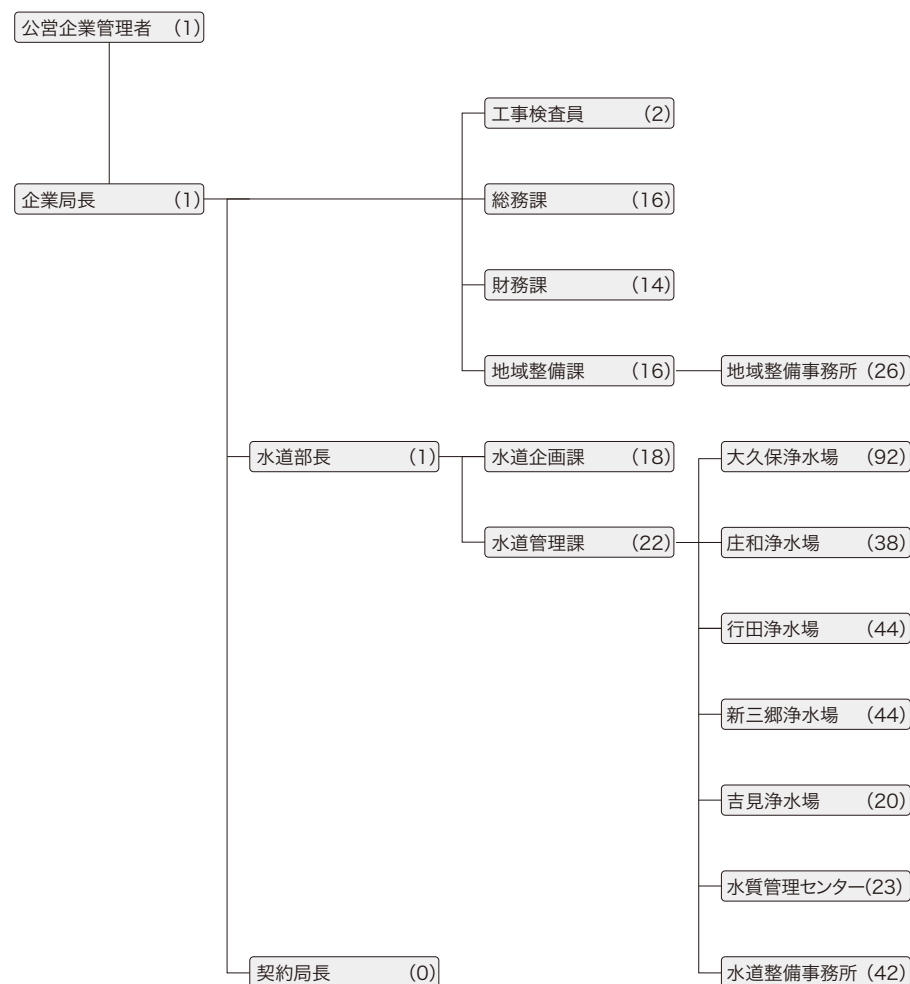 公営企業管理者 (1)
工事検査員 (2)
企業局長 (1)
総務課 (16)
財務課 (14)
地域整備課 (16)
地域整備事務所 (26)
水道部長 (1)
水道企画課 (18)
大久保浄水場 (92)
水道管理課 (22)
庄和浄水場 (38)
行田浄水場 (44)
新三郷浄水場 (44)
吉見浄水場 (20)
水質管理センター(23)
契約局長 (0)
水道整備事務所 (42)